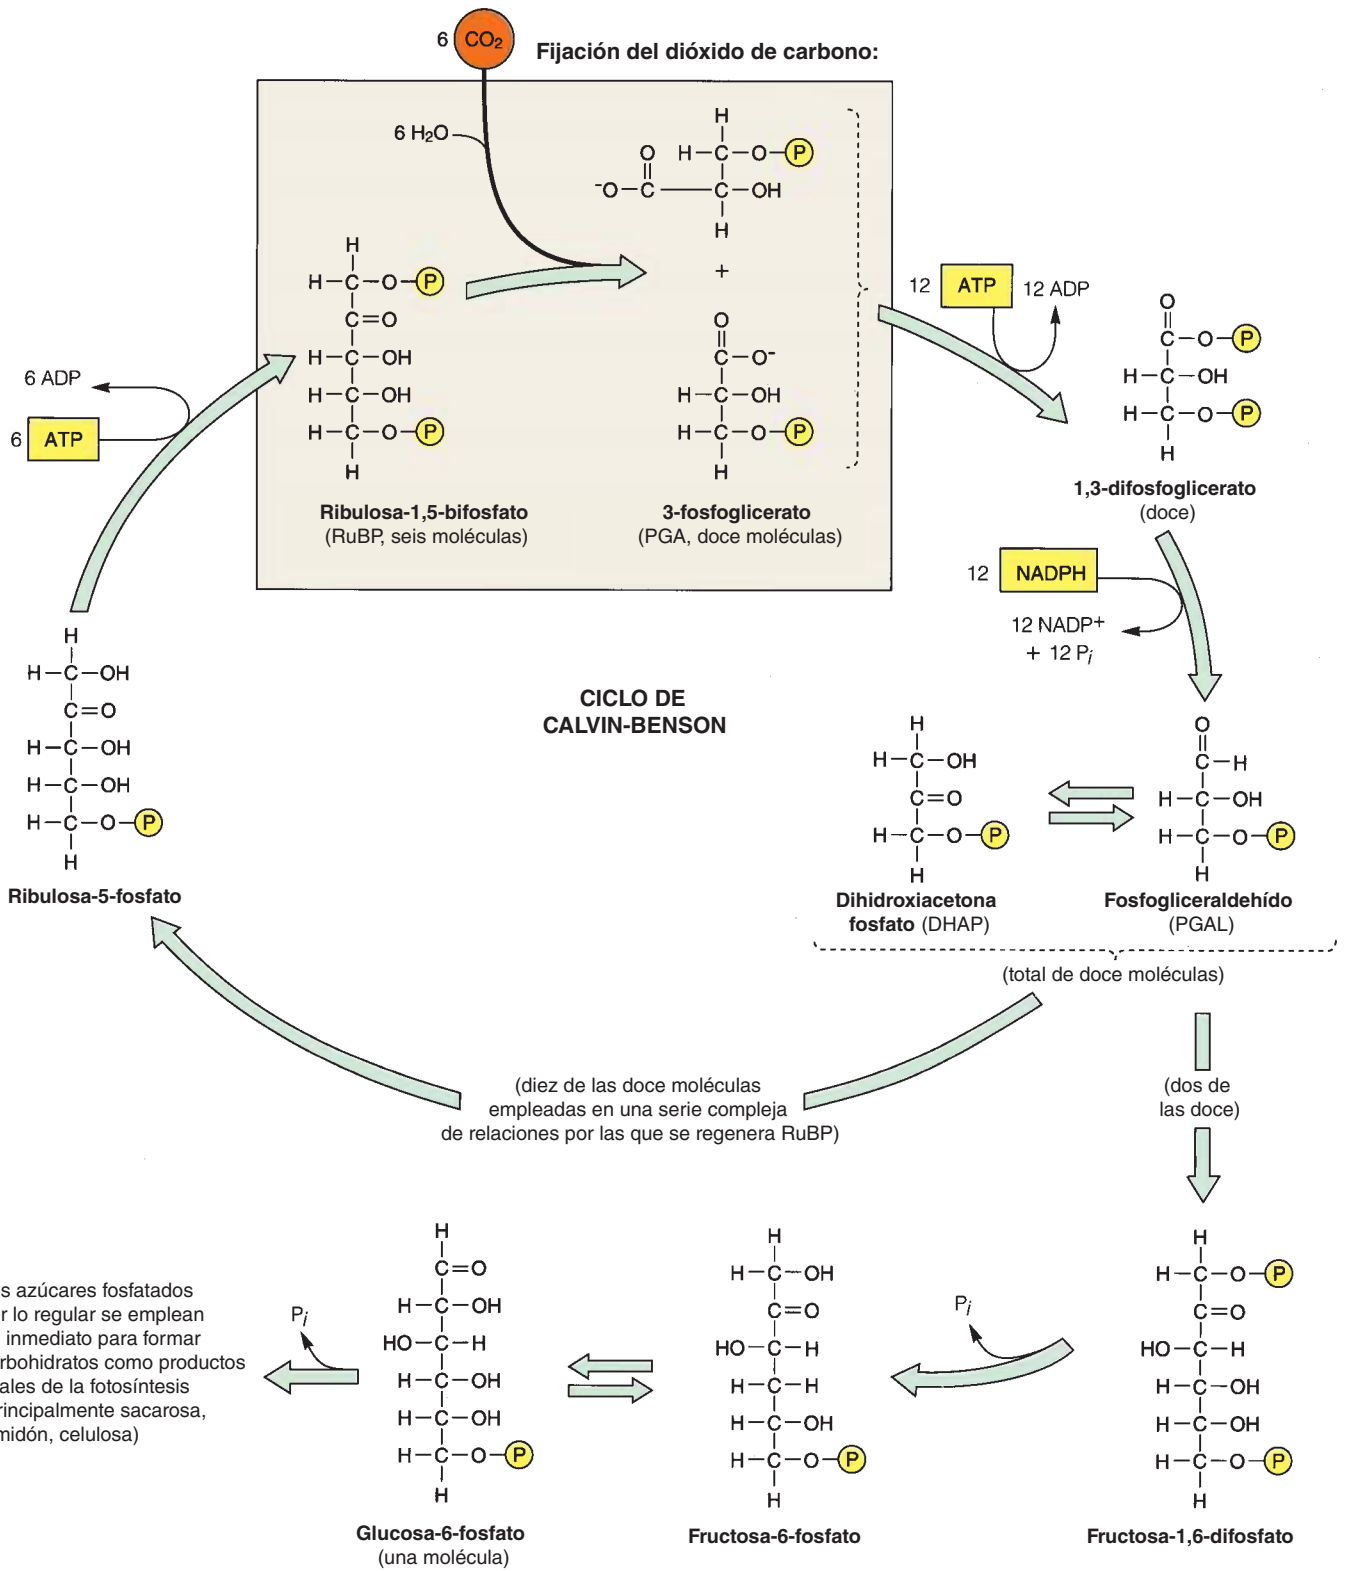 6 CO2
Fijación del dióxido de carbono:
6 H2O
H
H–C–O–P
O
-O–C–C–OH
H
+
O
C–O-
H–C–OH
H–C–O–P
H
H
H–C–O–P
C=O
H–C–OH
H–C–OH
H–C–O–P
H
Ribulosa-1,5-bifosfato
(RuBP, seis moléculas)
3-fosfoglicerato
(PGA, doce moléculas)
12 ATP 12 ADP
O
C–O–P
H–C–OH
H–C–O–P
H
1,3-difosfoglicerato
(doce)
12 NADPH
12 NADP+
+ 12 Pi
6 ADP
6 ATP
H
H–C–OH
C=O
H–C–OH
H–C–OH
H–C–O–P
H
Ribulosa-5-fosfato
CICLO DE
CALVIN-BENSON
H
H–C–OH
C=O
H–C–O–P
H
Dihidroxiacetona
fosfato (DHAP)
O
C–H
H–C–OH
H–C–O–P
H
Fosfogliceraldehído
(PGAL)
(total de doce moléculas)
(diez de las doce moléculas
empleadas en una serie compleja
de relaciones por las que se regenera RuBP)
(dos de
las doce)
H
H–C–O–P
C=O
HO–C–H
H–C–OH
H–C–OH
H–C–O–P
H
Fructosa-1,6-difosfato
Pi
H
H–C–OH
C=O
HO–C–H
H–C–H
H–C–OH
H–C–O–P
H
Fructosa-6-fosfato
H
C=O
H–C–OH
HO–C–H
H–C–OH
H–C–OH
H–C–O–P
H
Glucosa-6-fosfato
(una molécula)
Pi
s azúcares fosfatados
r lo regular se emplean
inmediato para formar
rbohidratos como productos
ales de la fotosíntesis
rincipalmente sacarosa,
midón, celulosa)